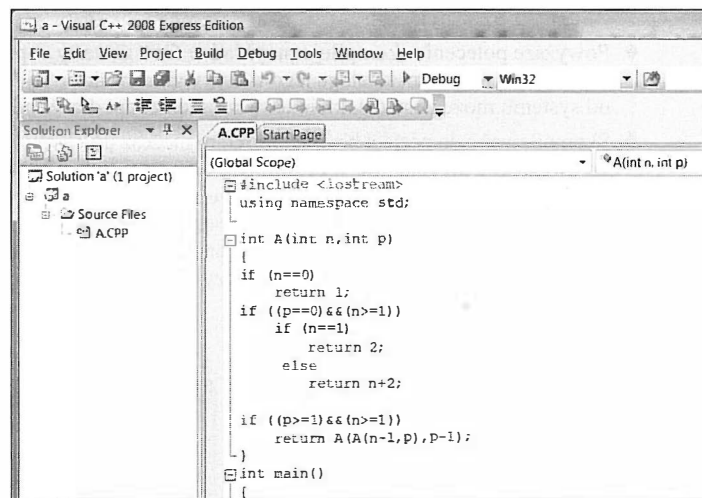 a - Visual C++ 2008 Express Edition
File Edit View Project Build Debug Tools Window Help
Debug Win32
Solution Explorer
A.CPP Start Page
(Global Scope)
A(int n, int p)
Solution 'a' (1 project)
a
Source Files
A.CPP
#include <iostream>
using namespace std;
int A(int n,int p)
{
if (n==0)
return 1;
if ((p==0)&&(n>=1))
if (n==1)
return 2;
else
return n+2;
if ((p>=1)&&(n>=1))
return A(A(n-1,p),p-1);
}
int main()
{